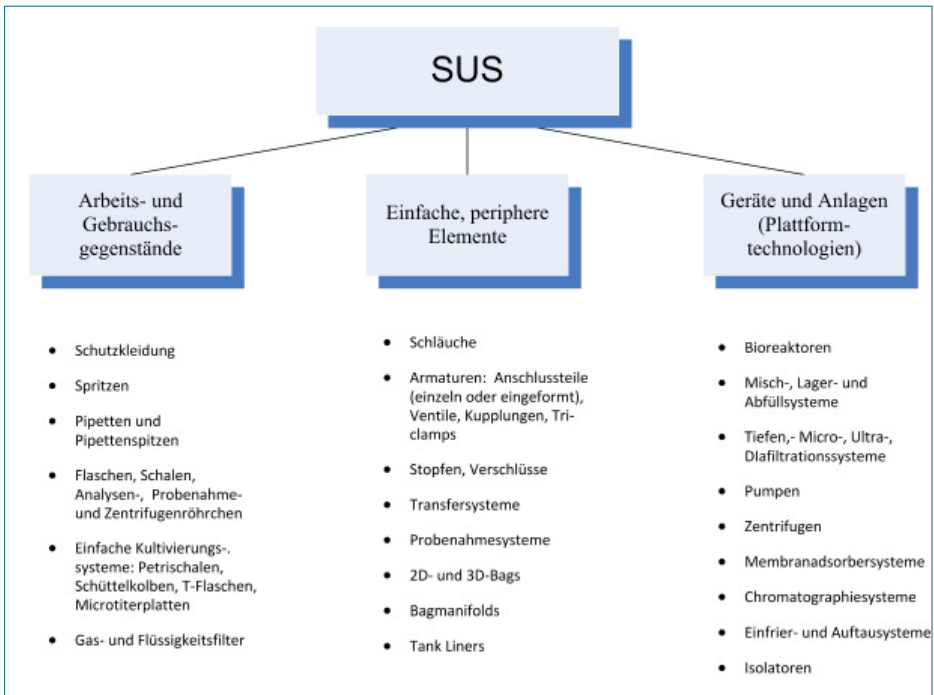 SUS
Arbeits- und
Gebrauchs-
gegenstände
Einfache, periphere
Elemente
Geräte und Anlagen
(Plattform-
technologien)
• Schutzkleidung
• Spritzen
• Pipetten und
Pipettenspitzen
• Flaschen, Schalen,
Analysen-, Probenahme-
und Zentrifugenröhrchen
• Einfache Kultivierungs-.
systeme: Petrischalen,
Schüttelkolben, T-Flaschen,
Microtiterplatten
• Gas- und Flüssigkeitsfilter
• Schläuche
• Armaturen: Anschlussteile
(einzeln oder eingeformt),
Ventile, Kupplungen, Tri-
clamps
• Stopfen, Verschlüsse
• Transfersysteme
• Probenahmesysteme
• 2D- und 3D-Bags
• Bagmanifolds
• Tank Liners
• Bioreaktoren
• Misch-, Lager- und
Abfüllsysteme
• Tiefen,- Micro-, Ultra-,
DIafiltrationssysteme
• Pumpen
• Zentrifugen
• Membranadsorbersysteme
• Chromatographiesysteme
• Einfrier- und Auftausysteme
• Isolatoren